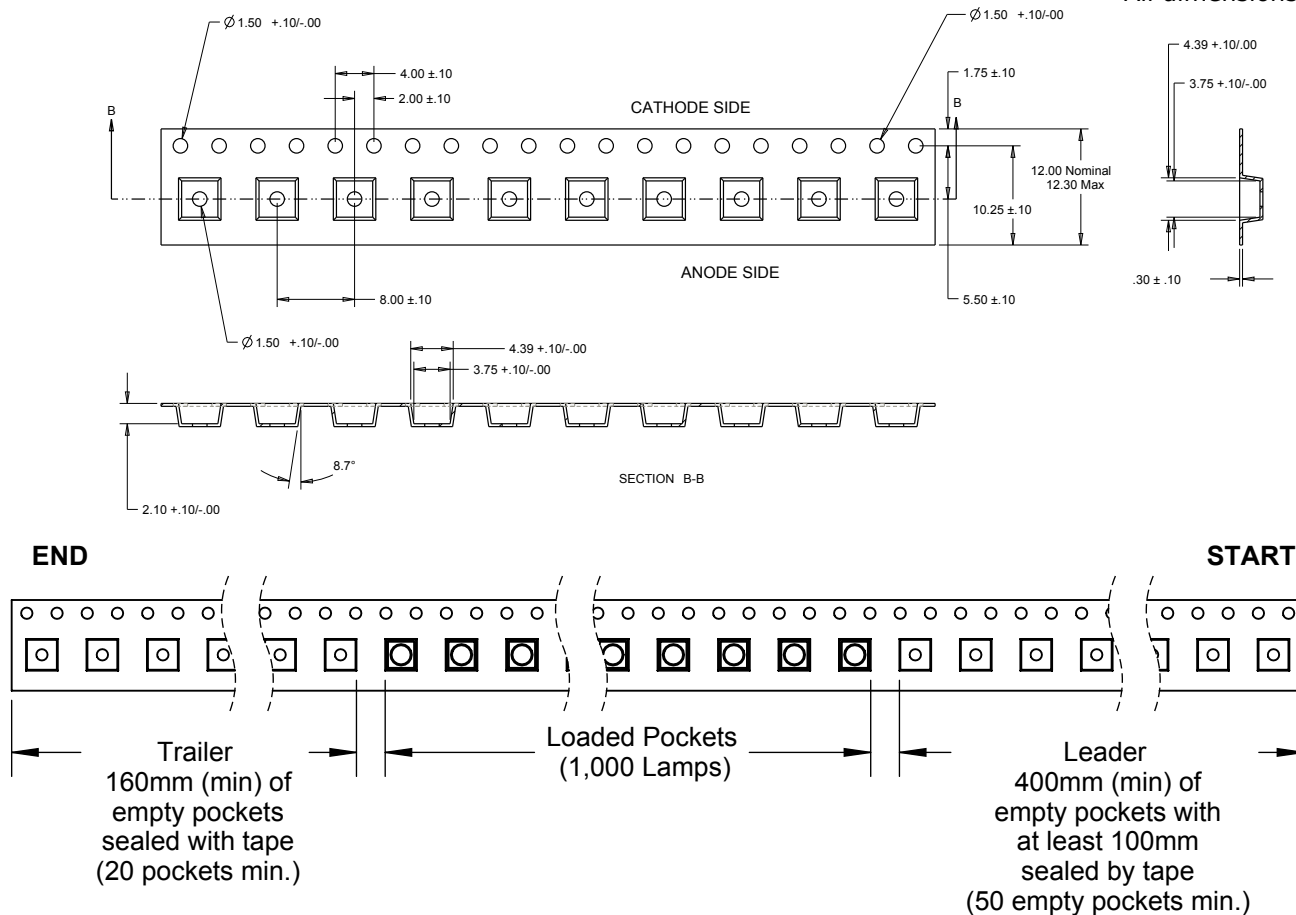 Ø1.50 +.10/-.00
Ø1.50 +.10/-00
4.39 +.10/.00
4.00 ±.10
1.75 ±.10
3.75 +.10/-.00
2.00 ±.10
CATHODE SIDE
B
B
12.00 Nominal
12.30 Max
10.25 ±.10
ANODE SIDE
.30 ± .10
8.00 ±.10
5.50 ±.10
Ø1.50 +.10/-.00
4.39 +.10/-.00
3.75 +.10/-.00
8.7°
SECTION B-B
2.10 +.10/-.00
END
START
Trailer
160mm (min) of
empty pockets
sealed with tape
(20 pockets min.)
Loaded Pockets
(1,000 Lamps)
Leader
400mm (min) of
empty pockets with
at least 100mm
sealed by tape
(50 empty pockets min.)